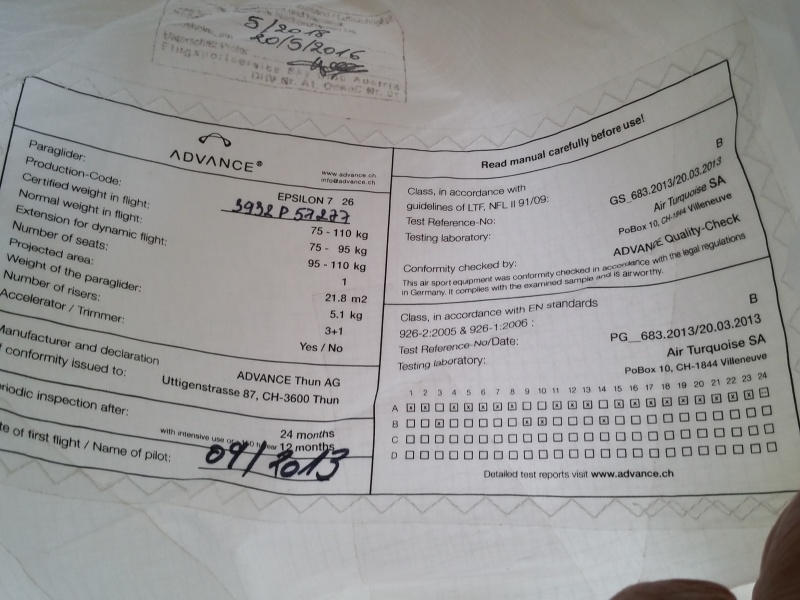 5/2018
20/5/2016
ADVANCE®
www.advance.ch
info@advance.ch
Paraglider: EPSILON 7 26
Production-Code: 3932 P 57277
Certified weight in flight: 75 - 110 kg
Normal weight in flight: 75 - 95 kg
Extension for dynamic flight: 95 - 110 kg
Number of seats: 1
Projected area: 21.8 m2
Weight of the paraglider: 5.1 kg
Number of risers: 3+1
Accelerator / Trimmer: Yes / No
Manufacturer and declaration
of conformity issued to: ADVANCE Thun AG
Uttigenstrasse 87, CH-3600 Thun
riodic inspection after: 24 months
with intensive use or 12 months
te of first flight / Name of pilot: 09/2013
Read manual carefully before use!
Class, in accordance with B
guidelines of LTF, NFL II 91/09:
Test Reference-No: GS_683.2013/20.03.2013
Testing laboratory: Air Turquoise SA
PoBox 10, CH-1844 Villeneuve
Conformity checked by: ADVANCE Quality-Check
This air sport equipment was conformity checked in accordance with the legal regulations
in Germany. It complies with the examined sample and is airworthy.
Class, in accordance with EN standards B
926-2:2005 & 926-1:2006 :
Test Reference-No/Date: PG_683.2013/20.03.2013
Testing laboratory: Air Turquoise SA
PoBox 10, CH-1844 Villeneuve
1 2 3 4 5 6 7 8 9 10 11 12 13 14 15 16 17 18 19 20 21 22 23 24
A
B
C
D
Detailed test reports visit www.advance.ch